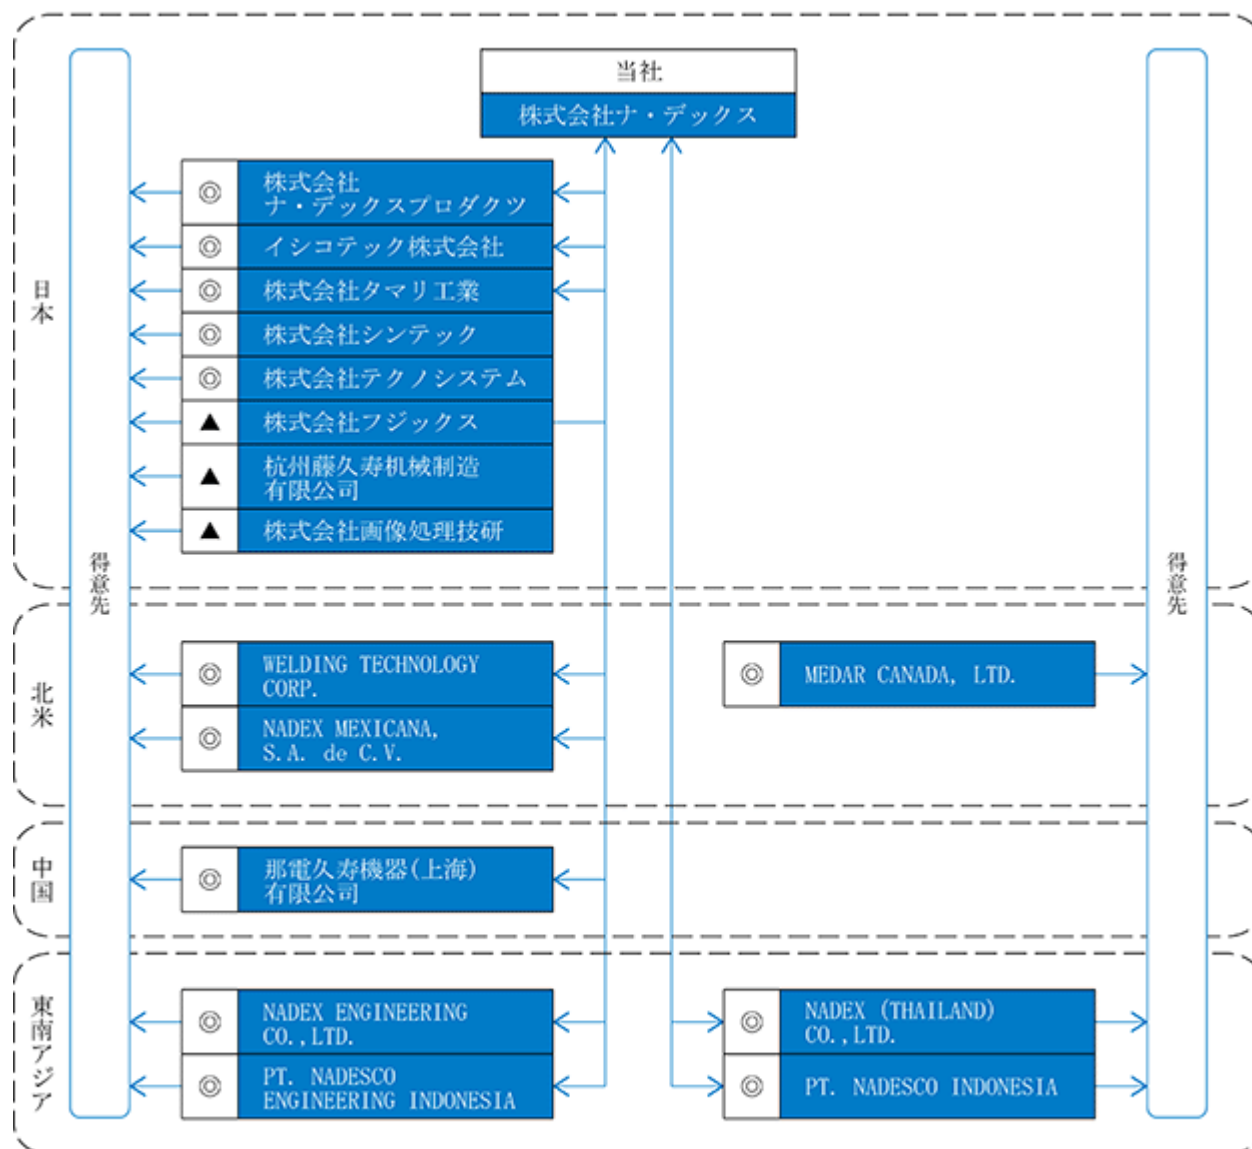 当社
株式会社ナ・デックス
日本
得意先
得意先
◎ 株式会社
ナ・デックスプロダクツ
◎ イシコテック株式会社
◎ 株式会社タマリ工業
◎ 株式会社シンテック
◎ 株式会社テクノシステム
▲ 株式会社フジックス
▲ 杭州藤久寿机械制造
有限公司
▲ 株式会社画像処理技研
北米
◎ WELDING TECHNOLOGY
CORP.
◎ NADEX MEXICANA,
S.A. de C.V.
◎ MEDAR CANADA, LTD.
中国
◎ 那電久寿機器(上海)
有限公司
東南アジア
◎ NADEX ENGINEERING
CO.,LTD.
◎ PT. NADESCO
ENGINEERING INDONESIA
◎ NADEX (THAILAND)
CO.,LTD.
◎ PT. NADESCO INDONESIA